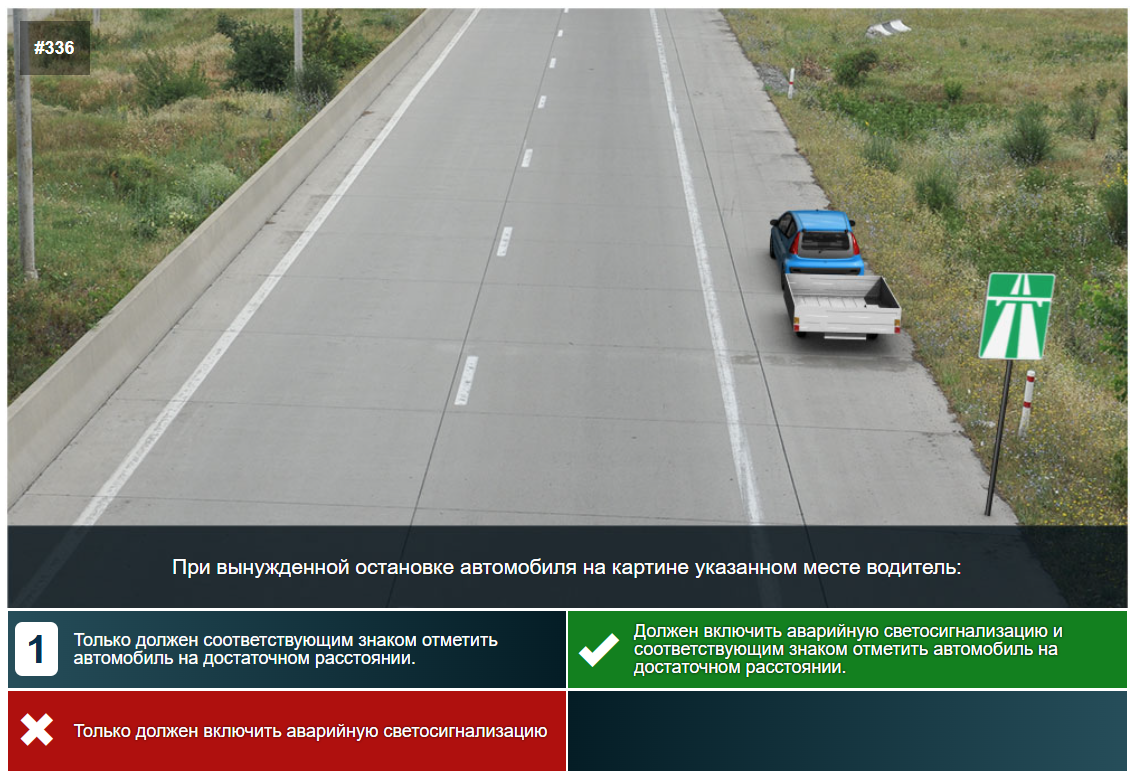 #336
При вынужденной остановке автомобиля на картине указанном месте водитель:
1
Только должен соответствующим знаком отметить
автомобиль на достаточном расстоянии.
Должен включить аварийную светосигнализацию и
соответствующим знаком отметить автомобиль на
достаточном расстоянии.
Только должен включить аварийную светосигнализацию